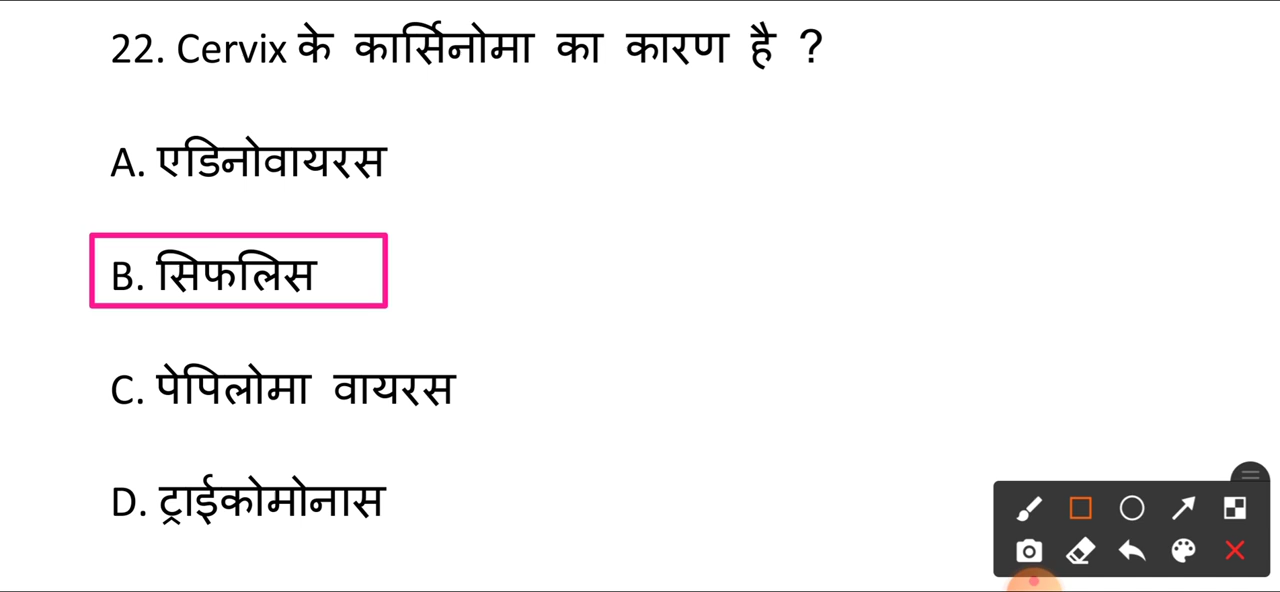 22. Cervix के कार्सिनोमा का कारण है ?
A. एडिनोवायरस
B. सिफलिस
C. पेपिलोमा वायरस
D. ट्राईकोमोनास